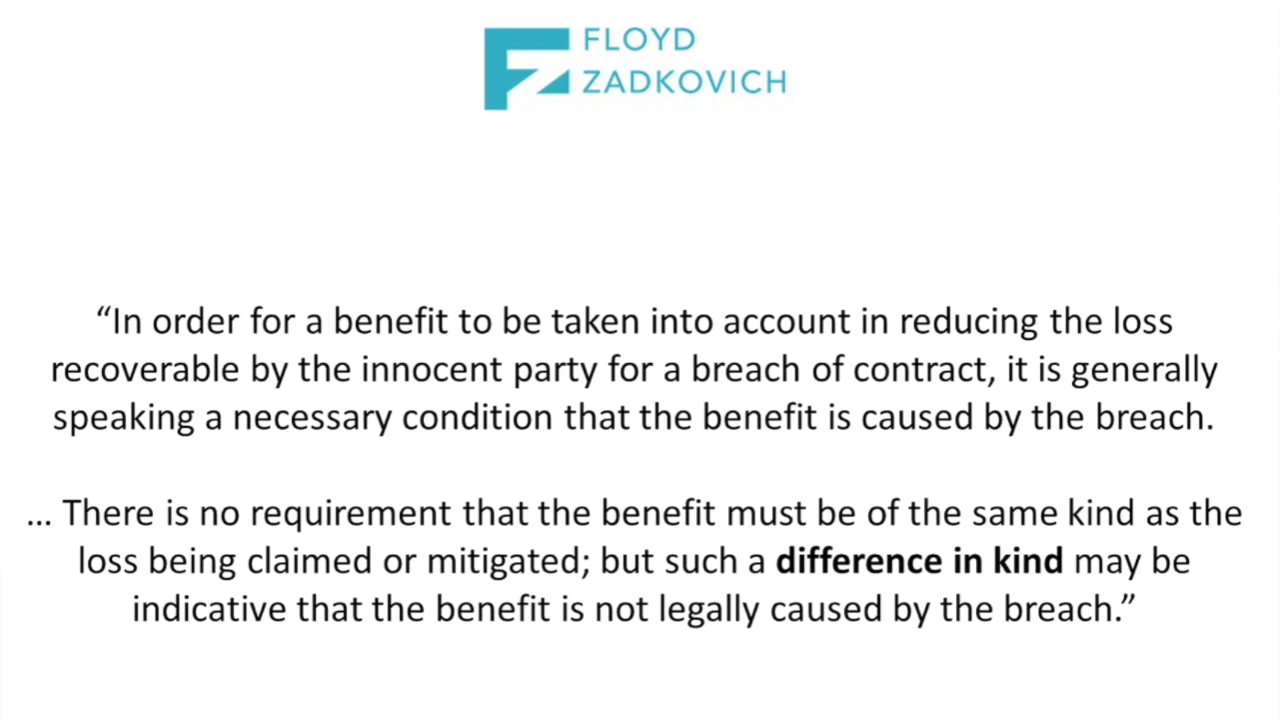 FLOYD
ZADKOVICH
“In order for a benefit to be taken into account in reducing the loss
recoverable by the innocent party for a breach of contract, it is generally
speaking a necessary condition that the benefit is caused by the breach.
… There is no requirement that the benefit must be of the same kind as the
loss being claimed or mitigated; but such a difference in kind may be
indicative that the benefit is not legally caused by the breach.”